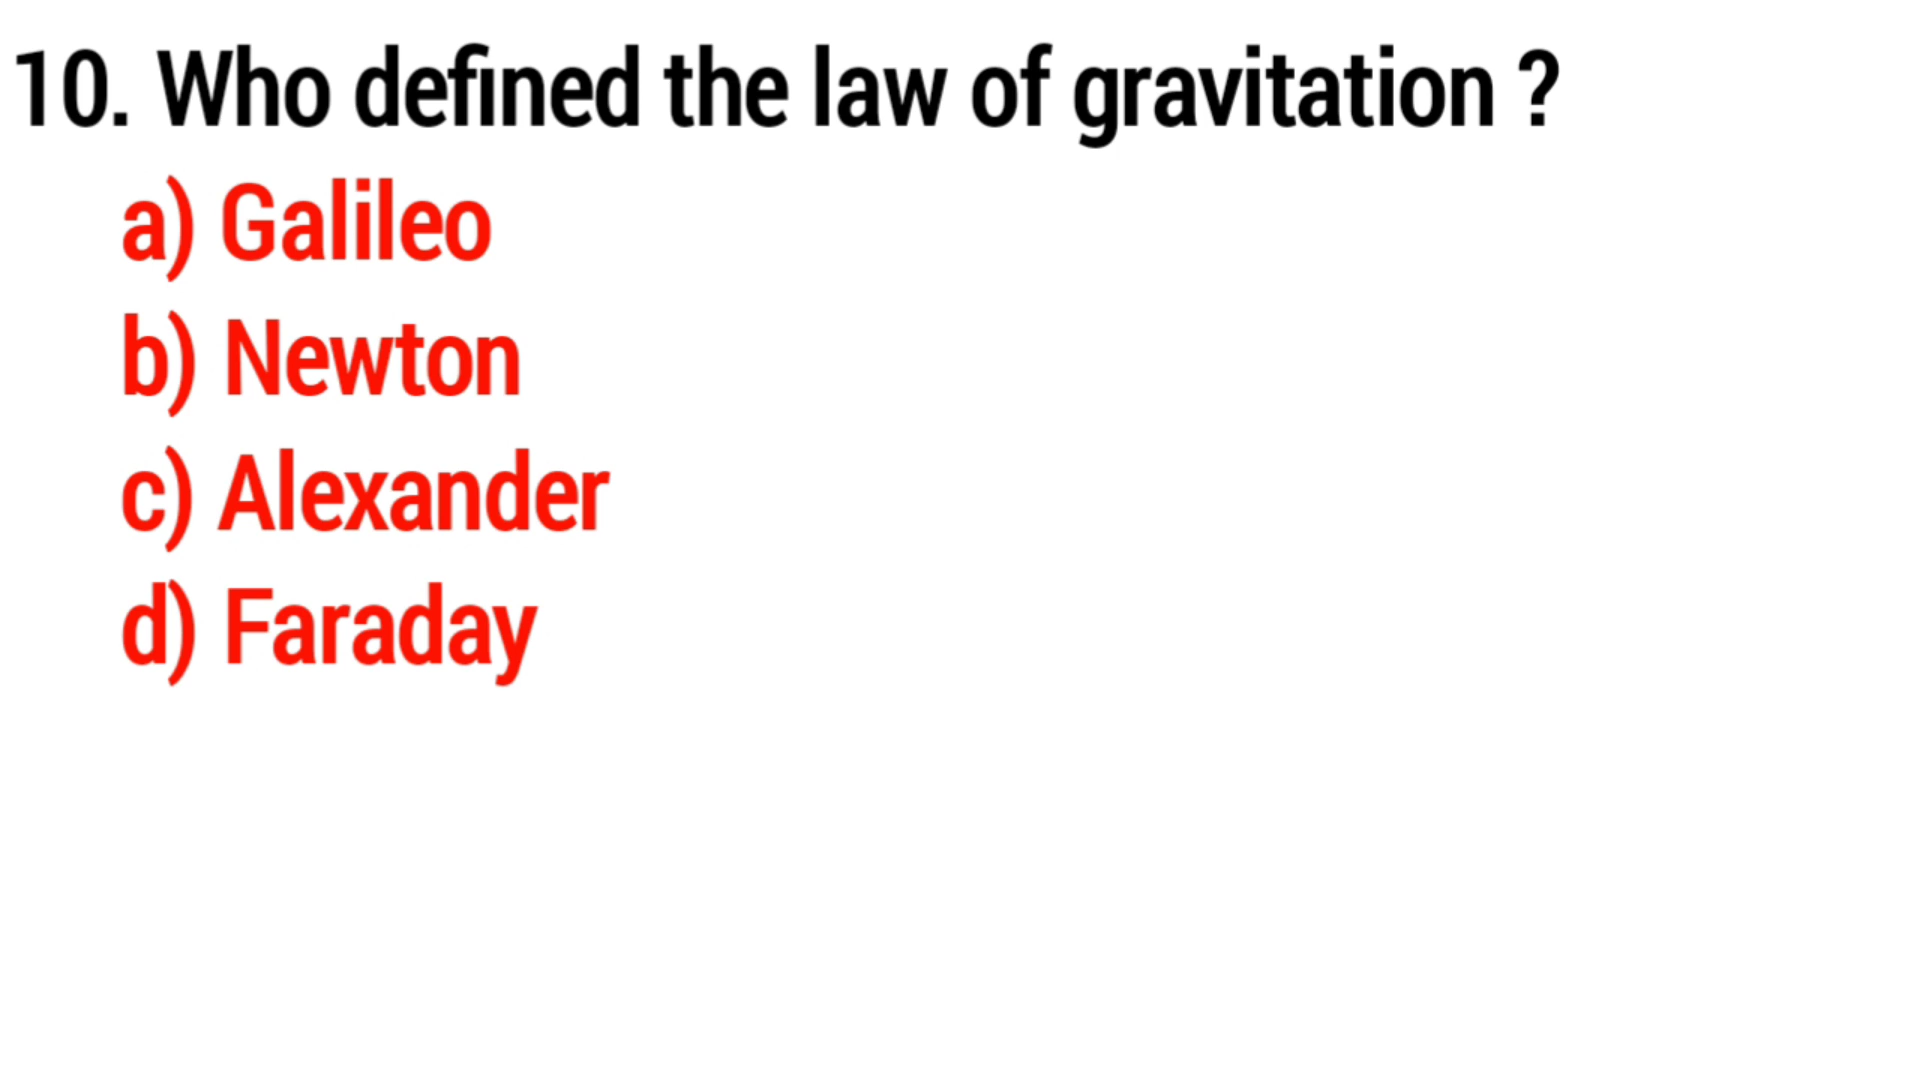 10. Who defined the law of gravitation ?
a) Galileo
b) Newton
c) Alexander
d) Faraday